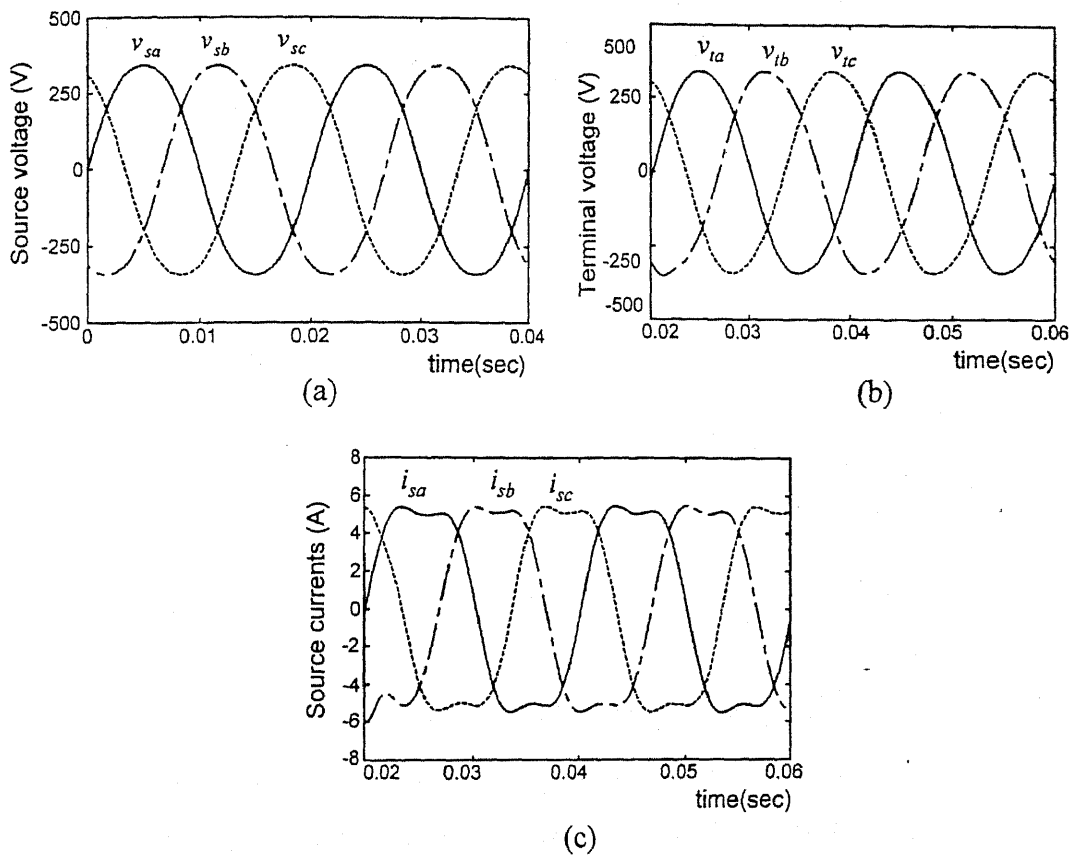 500
250
0
-250
-500
Source voltage (V)
v_sa v_sb v_sc
0 0.01 0.02 0.03 0.04
time(sec)
(a)
500
250
0
-250
-500
Terminal voltage (V)
v_ta v_tb v_tc
0.02 0.03 0.04 0.05 0.06
time(sec)
(b)
8
6
4
2
0
-2
-4
-6
-8
Source currents (A)
i_sa i_sb i_sc
0.02 0.03 0.04 0.05 0.06
time(sec)
(c)